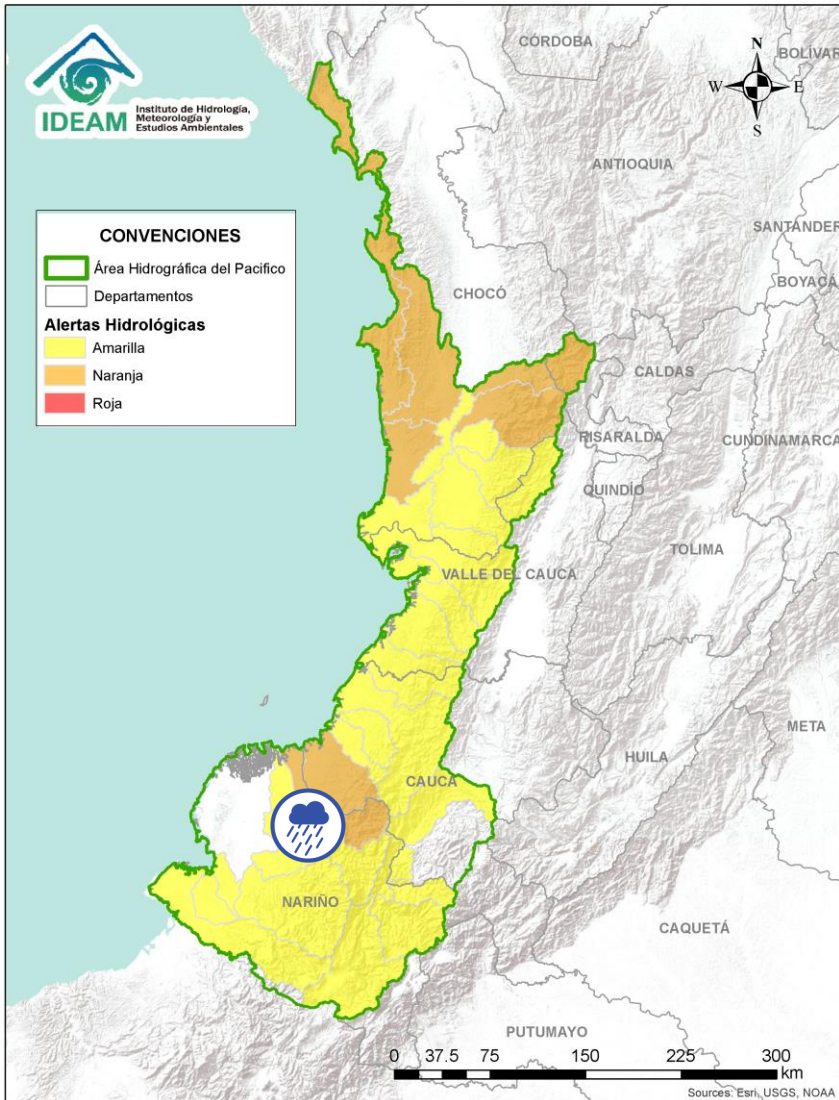 IDEAM
Instituto de Hidrología,
Meteorología y
Estudios Ambientales
CÓRDOBA
BOLÍVAR
N
W E
S
ANTIOQUIA
SANTANDER
BOYACÁ
CONVENCIONES
Área Hidrográfica del Pacifico
Departamentos
Alertas Hidrológicas
Amarilla
Naranja
Roja
CHOCÓ
CALDAS
RISARALDA
CUNDINAMARCA
QUINDÍO
TOLIMA
VALLE DEL CAUCA
META
HUILA
CAUCA
NARIÑO
CAQUETÁ
PUTUMAYO
0 37.5 75 150 225 300
km
Sources: Esri, USGS, NOAA